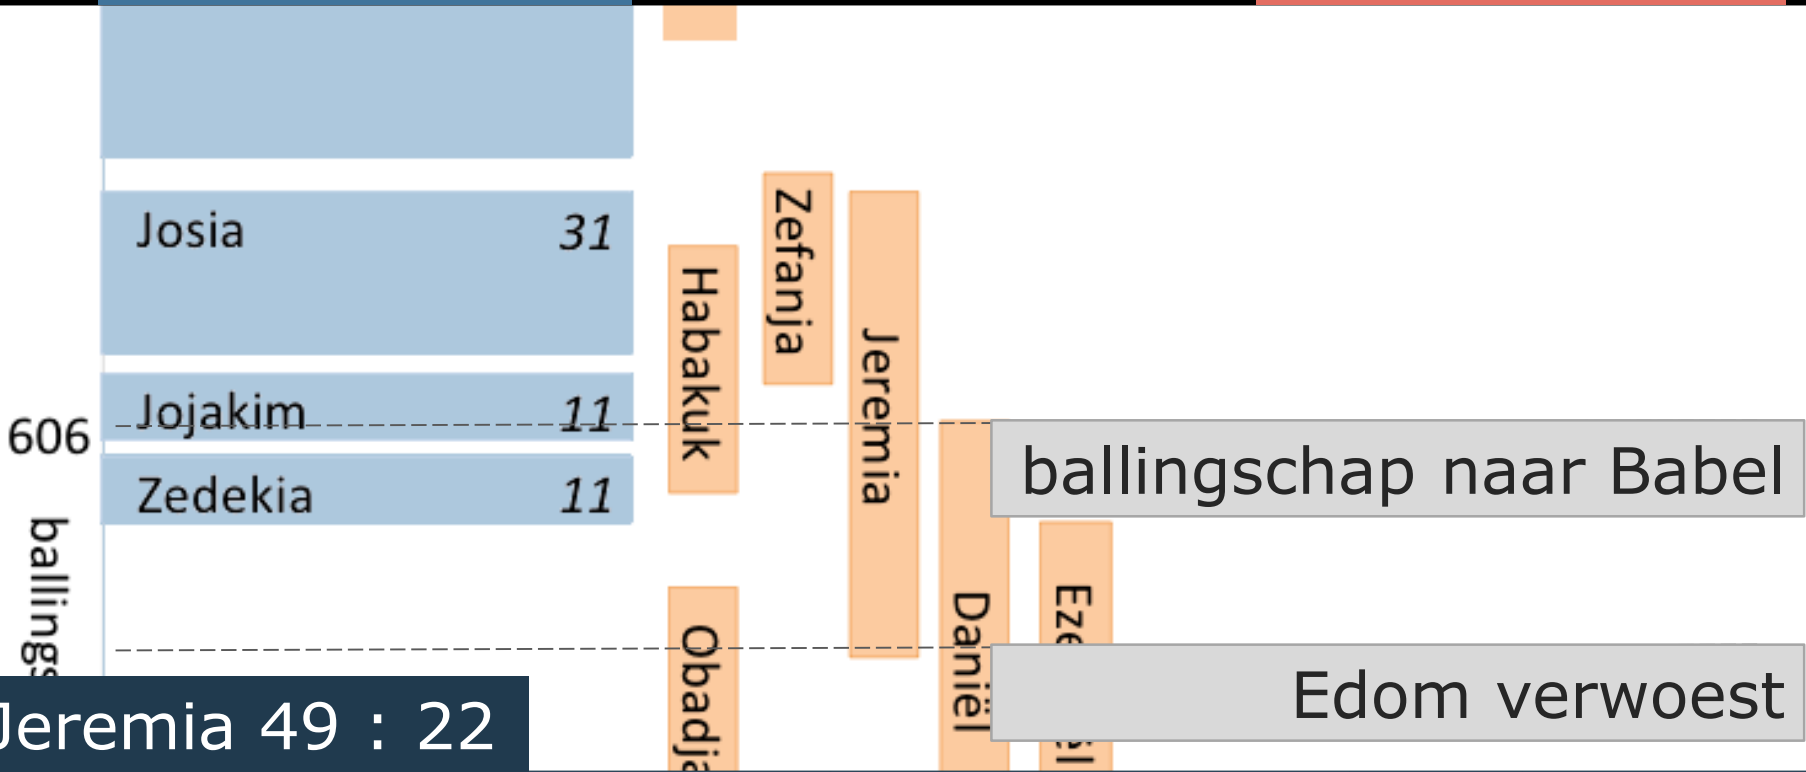 Josia 31
Zefanja
Habakuk
Jeremia
Jojakim 11
606
ballingschap naar Babel
Zedekia 11
ballings
Daniël
Obadja
Edom verwoest
Jeremia 49 : 22